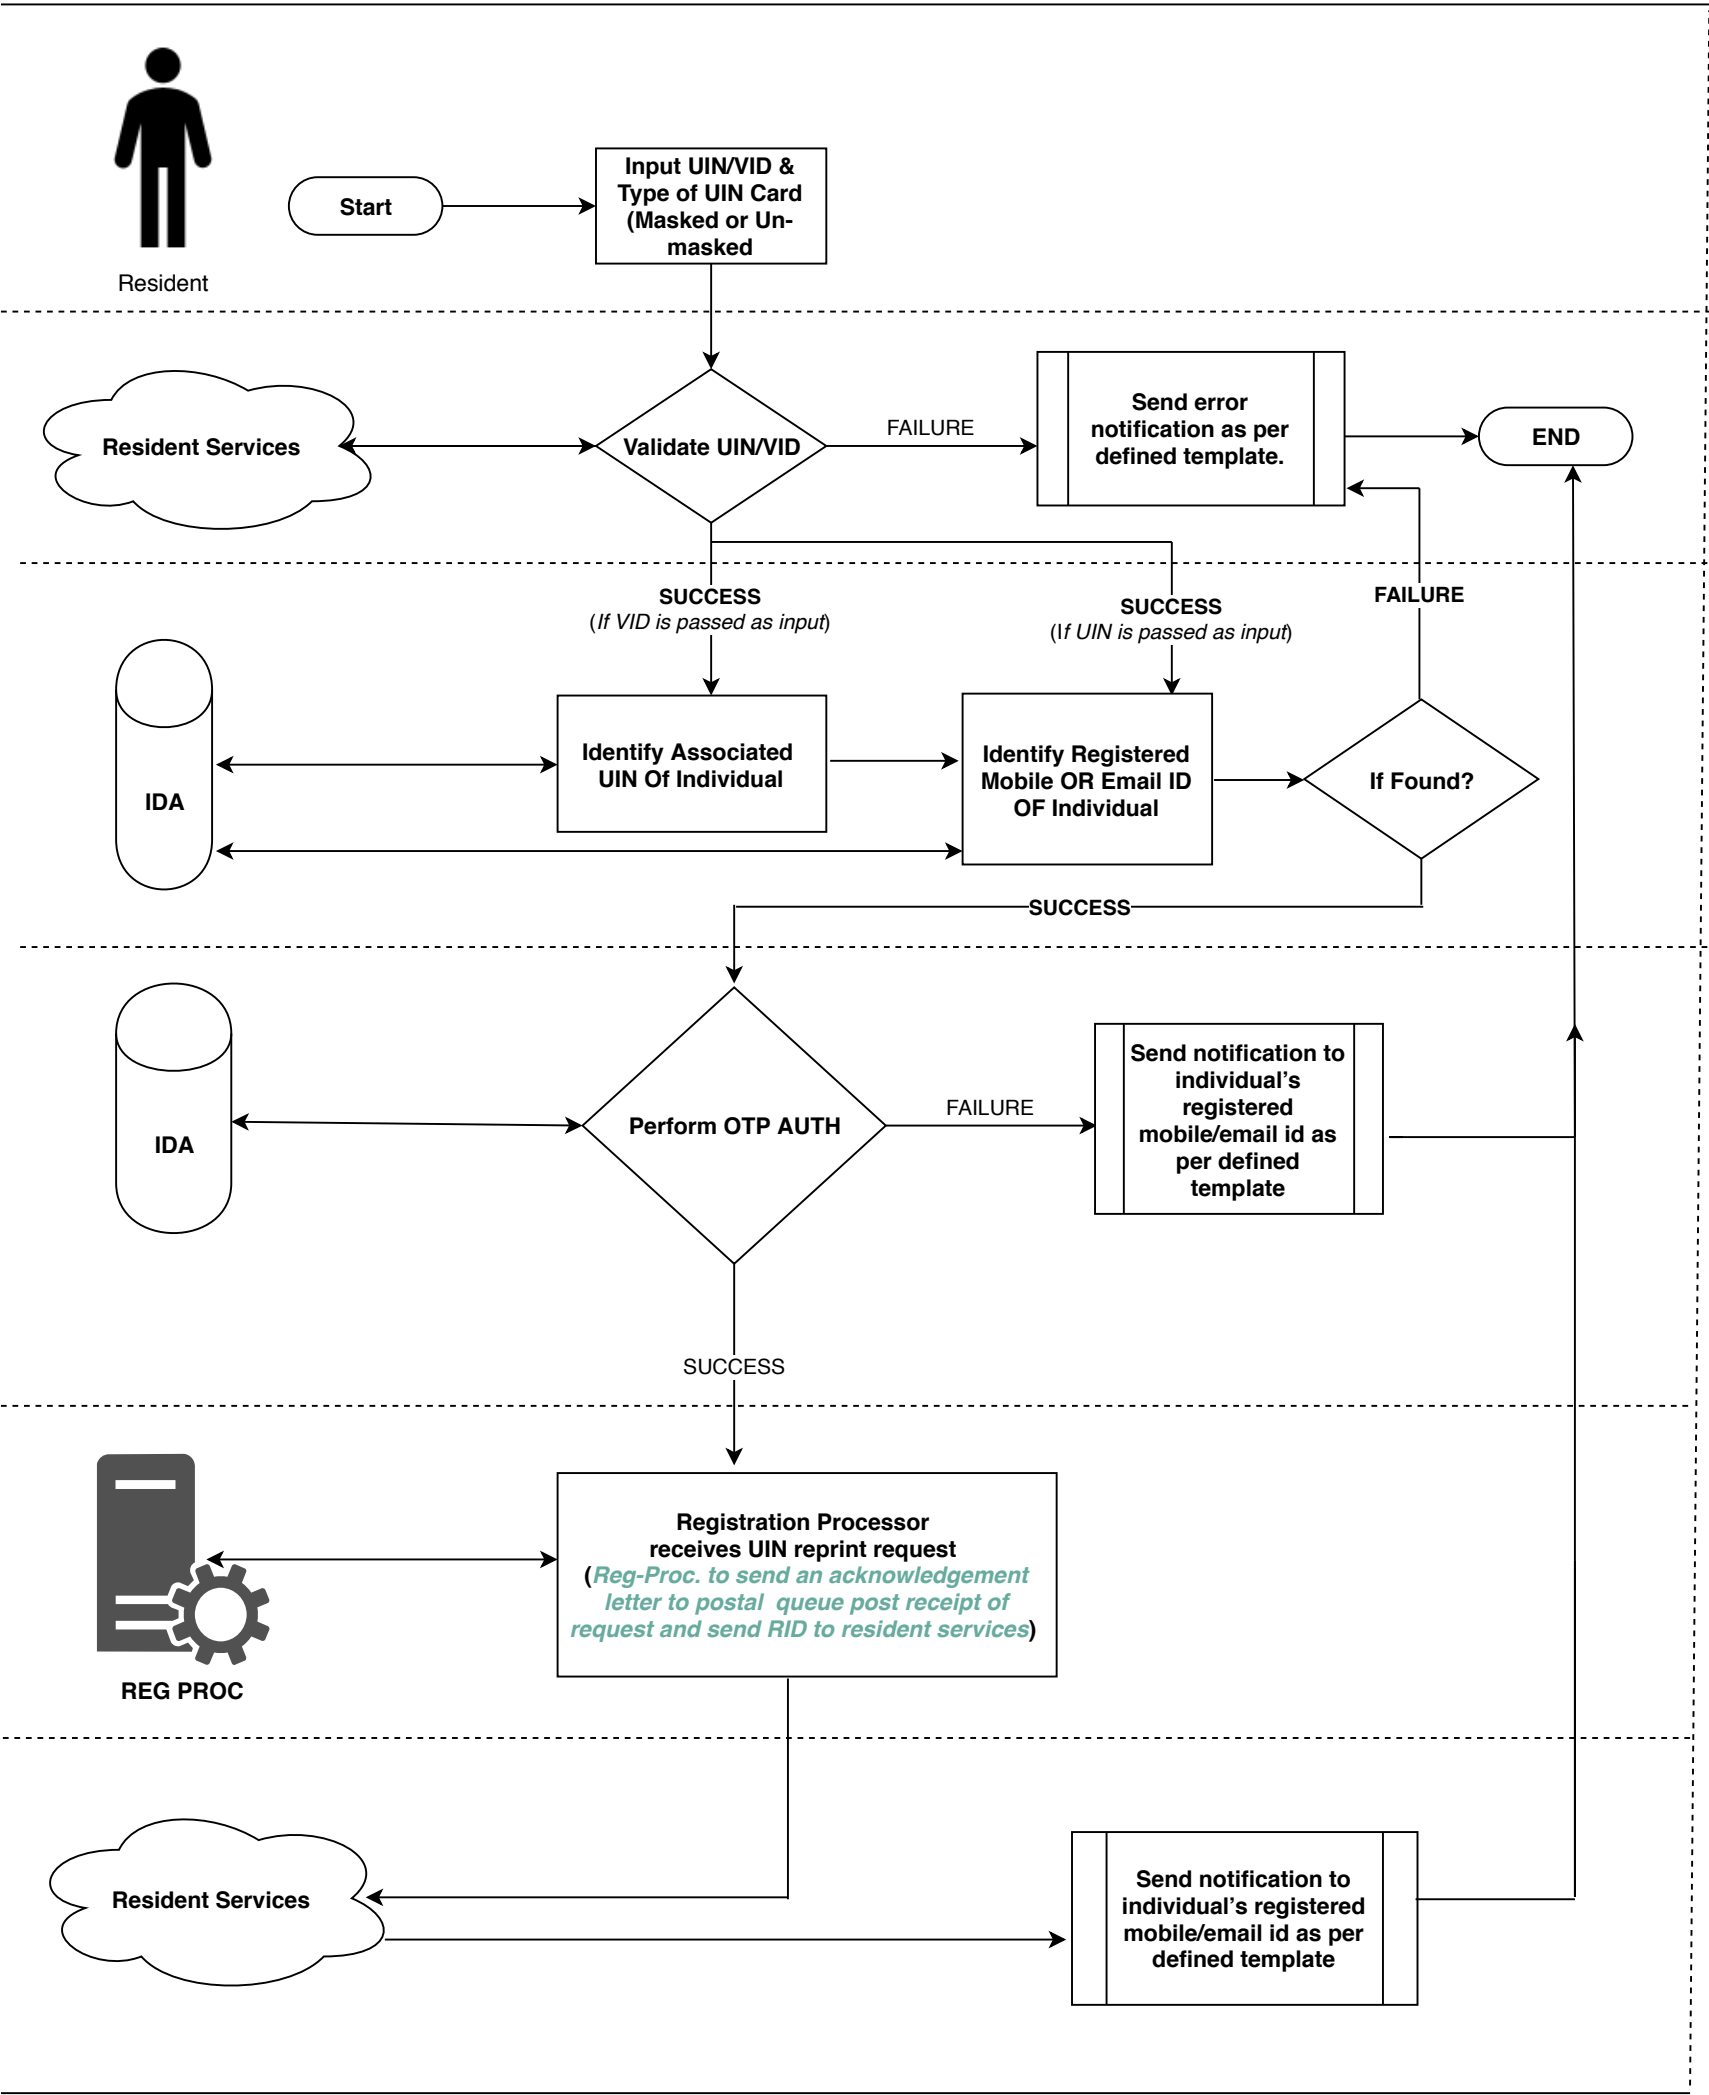 Input UIN/VID &
Type of UIN Card
(Masked or Un-
masked
Start
Resident
Resident Services
Validate UIN/VID
FAILURE
Send error
notification as per
defined template.
END
SUCCESS
(If VID is passed as input)
SUCCESS
(If UIN is passed as input)
FAILURE
IDA
Identify Associated
UIN Of Individual
Identify Registered
Mobile OR Email ID
OF Individual
If Found?
SUCCESS
IDA
Perform OTP AUTH
FAILURE
Send notification to
individual's
registered
mobile/email id as
per defined
template
SUCCESS
REG PROC
Registration Processor
receives UIN reprint request
(Reg-Proc. to send an acknowledgement
letter to postal  queue post receipt of
request and send RID to resident services)
Resident Services
Send notification to
individual's registered
mobile/email id as per
defined template